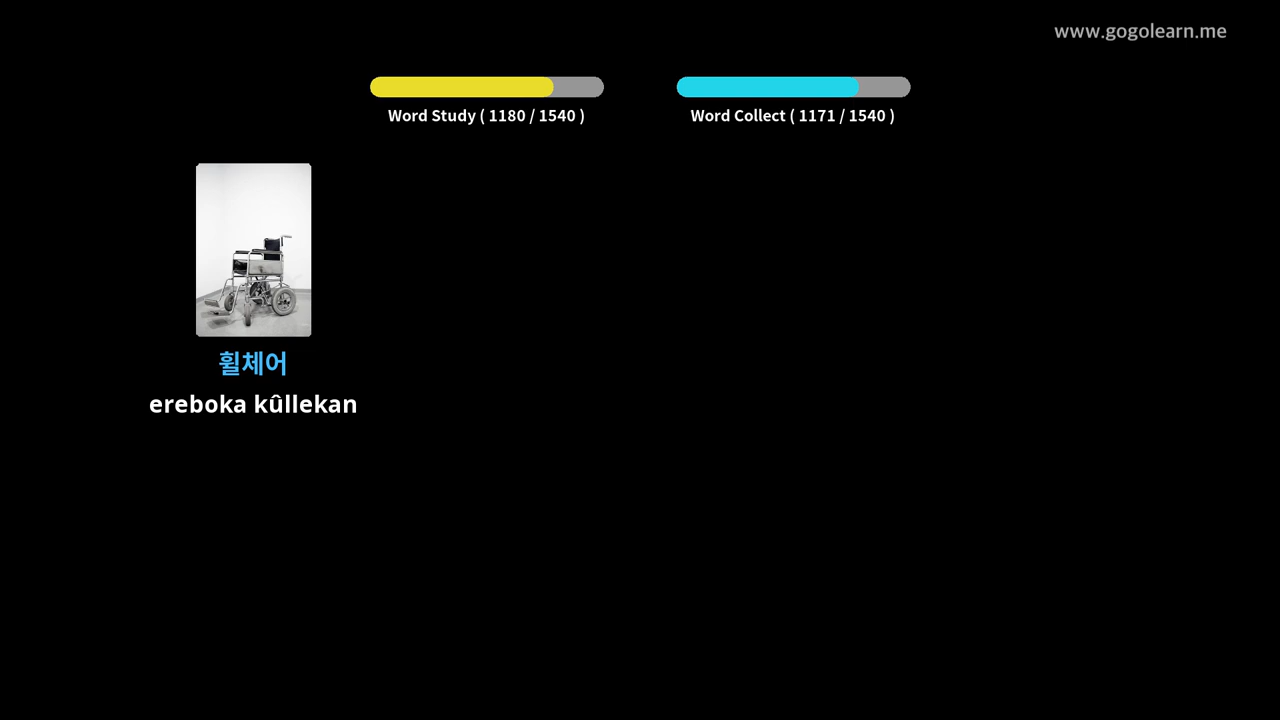 www.gogolearn.me
Word Study ( 1180 / 1540 )
Word Collect ( 1171 / 1540 )
휠체어
ereboka kûllekan